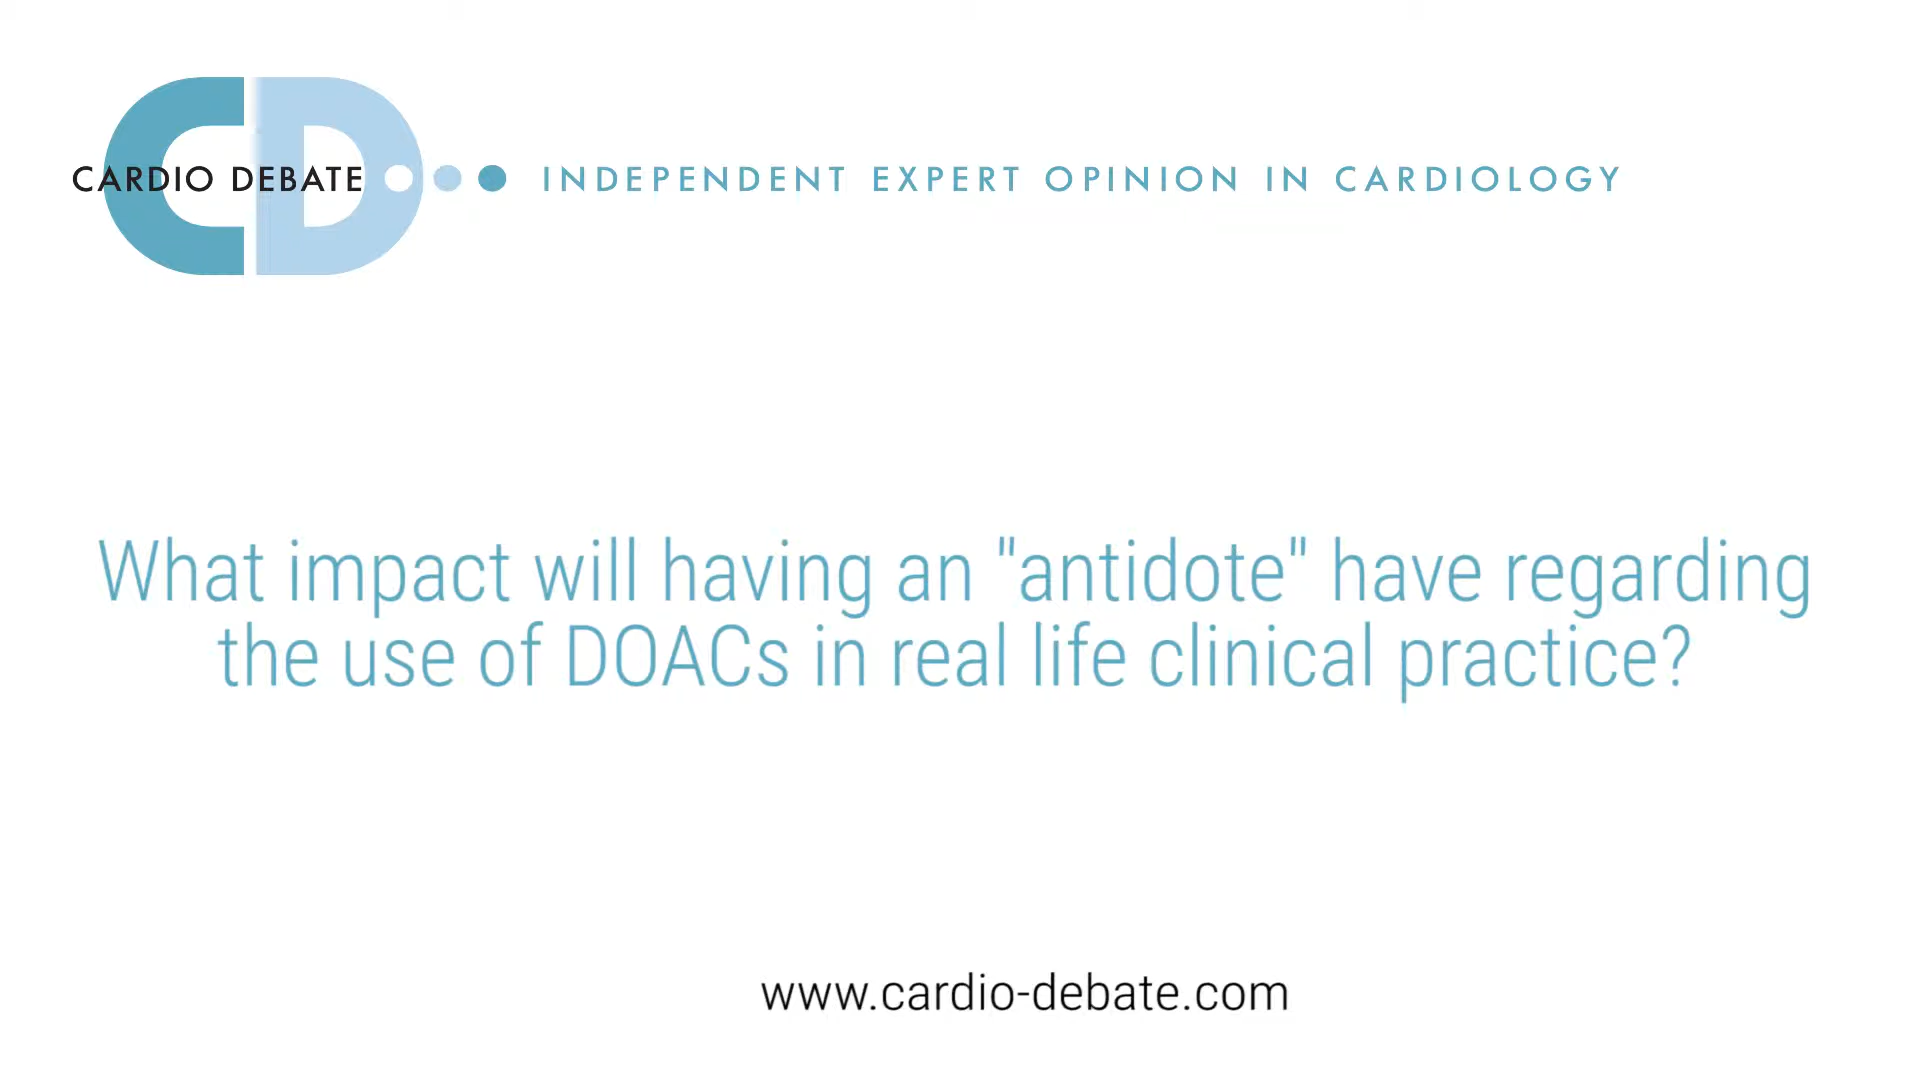 CARDIO DEBATE INDEPENDENT EXPERT OPINION IN CARDIOLOGY
What impact will having an "antidote" have regarding
the use of DOACs in real life clinical practice?
www.cardio-debate.com